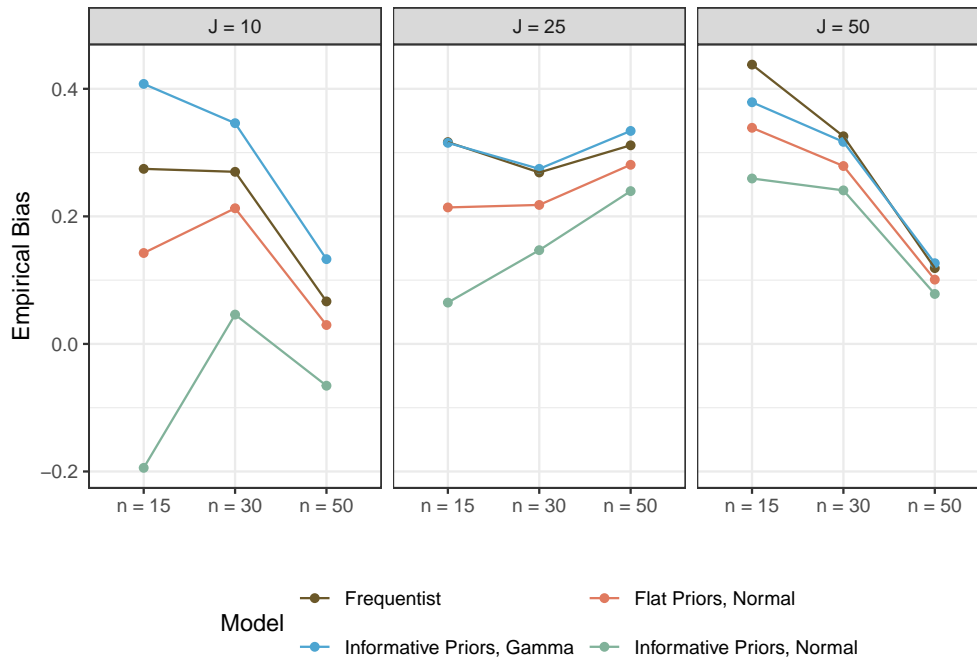 J = 10
J = 25
J = 50
Empirical Bias
0.4
0.2
0.0
−0.2
n = 15
n = 30
n = 50
n = 15
n = 30
n = 50
n = 15
n = 30
n = 50
Model
Frequentist
Flat Priors, Normal
Informative Priors, Gamma
Informative Priors, Normal